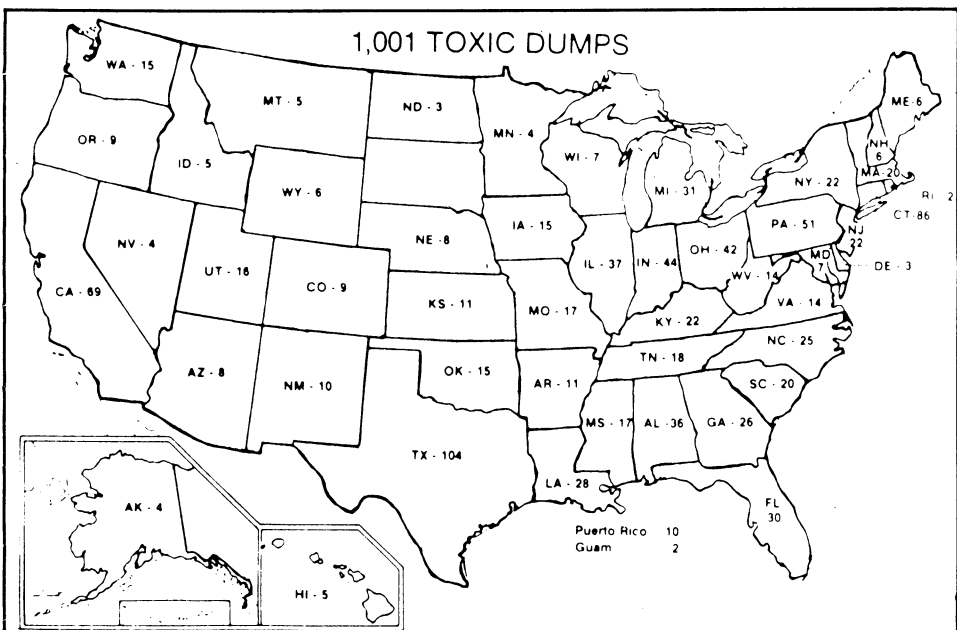 1,001 TOXIC DUMPS
WA - 15
MT - 5
ND - 3
MN - 4
ME-6
OR - 9
ID - 5
WY - 6
WI - 7
MI - 31
NY - 22
NH
6
MA-20
RI - 2
CT-86
NV - 4
UT - 16
CO - 9
NE - 8
IA - 15
IL - 37
IN - 44
OH - 42
PA - 51
NJ
22
MD
7
DE - 3
WV - 14
VA - 14
CA - 69
KS - 11
MO - 17
KY - 22
NC - 25
AZ - 8
NM - 10
OK - 15
AR - 11
TN - 18
SC - 20
TX - 104
LA - 28
MS - 17
AL - 36
GA - 26
FL
30
AK - 4
HI - 5
Puerto Rico 10
Guam 2